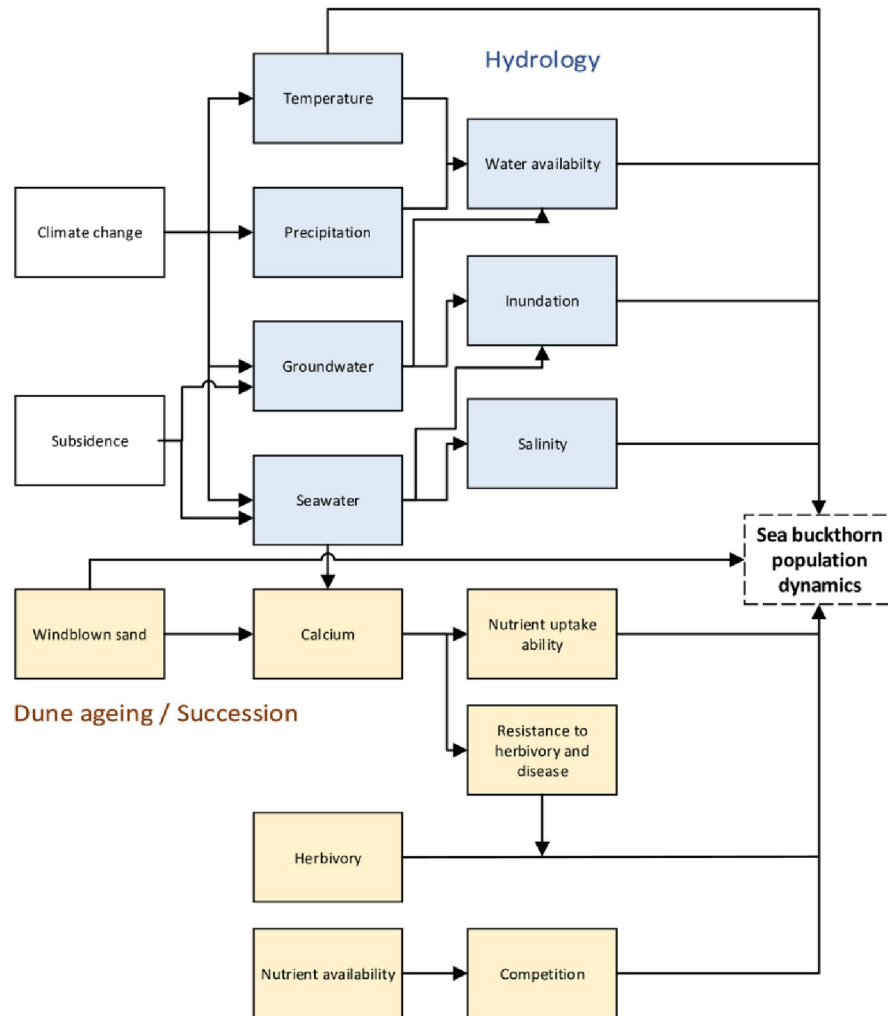 Hydrology
Temperature
Water availabilty
Climate change
Precipitation
Inundation
Groundwater
Subsidence
Salinity
Seawater
Sea buckthorn
population
dynamics
Windblown sand
Calcium
Nutrient uptake
ability
Dune ageing / Succession
Resistance to
herbivory and
disease
Herbivory
Nutrient availability
Competition